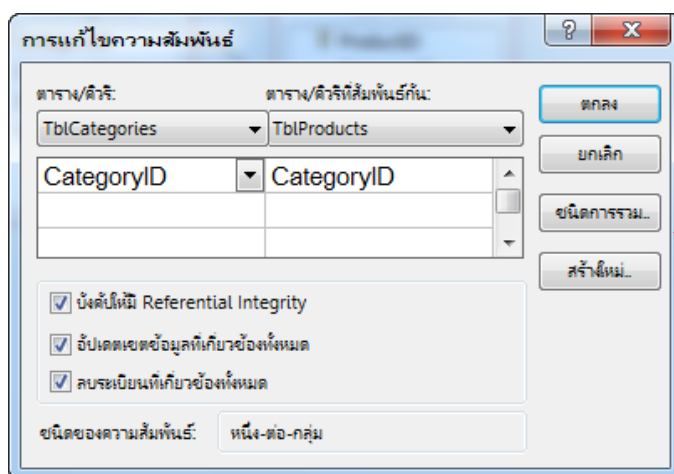 การแก้ไขความสัมพันธ์
ตาราง/คิวรี: ตาราง/คิวรีที่สัมพันธ์กัน:
TblCategories TblProducts
CategoryID CategoryID
บังคับให้มี Referential Integrity
อัปเดตเขตข้อมูลที่เกี่ยวข้องทั้งหมด
ลบระเบียนที่เกี่ยวข้องทั้งหมด
ชนิดของความสัมพันธ์: หนึ่ง-ต่อ-กลุ่ม
ตกลง
ยกเลิก
ชนิดการรวม..
สร้างใหม่..